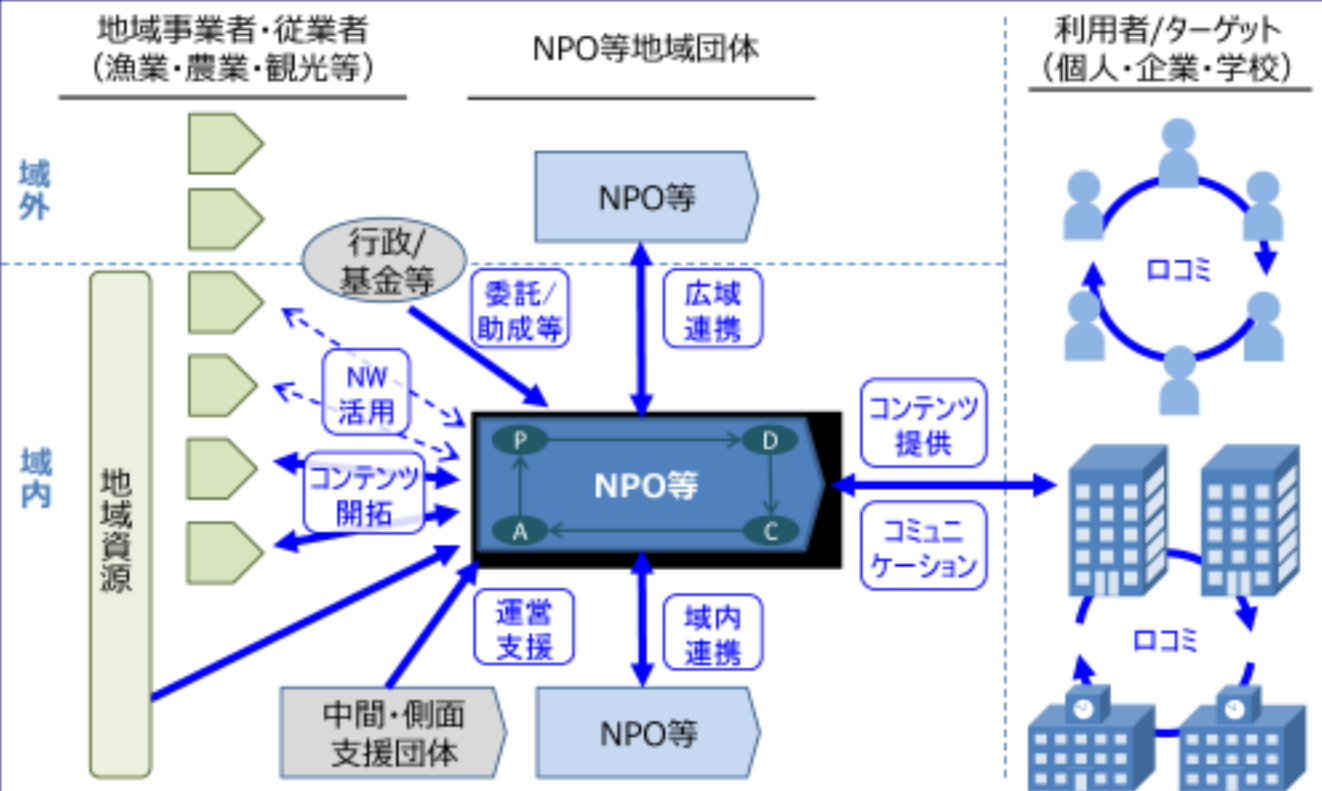 地域事業者・従業者
（漁業・農業・観光等）
NPO等地域団体
利用者/ターゲット
（個人・企業・学校）
域
外
NPO等
行政/
基金等
委託/
助成等
広域
連携
口コミ
NW
活用
コンテンツ
提供
域
内
地
域
資
源
コンテンツ
開拓
P
D
NPO等
A
C
コミュニ
ケーション
運営
支援
域内
連携
口コミ
中間・側面
支援団体
NPO等